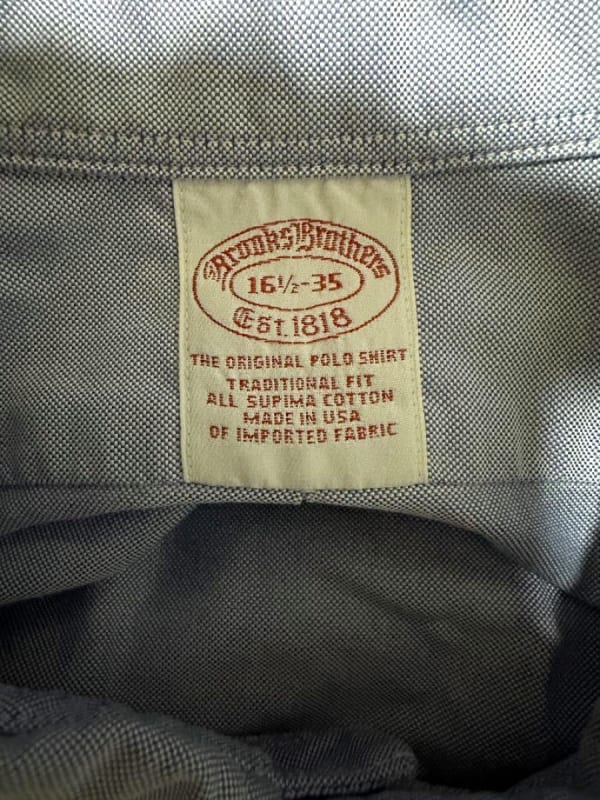 Brooks Brothers
16½-35
Est. 1818
THE ORIGINAL POLO SHIRT
TRADITIONAL FIT
ALL SUPIMA COTTON
MADE IN USA
OF IMPORTED FABRIC